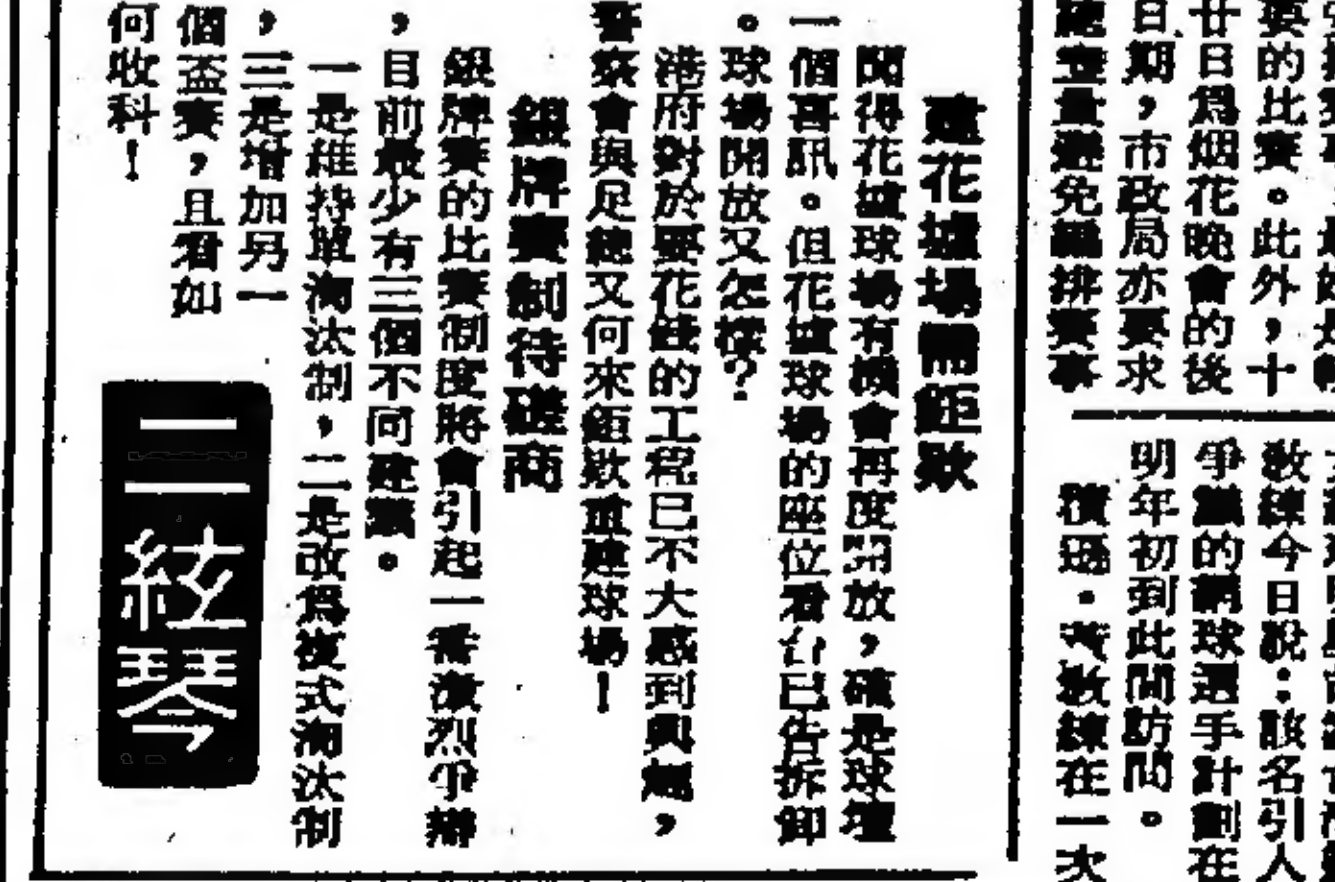 建花墟場需鉅欵
閱得花墟球場有機會再度開放，確是球壇
一個喜訊。但花墟球場的座位看台已告拆卸
。球場開放又怎樣？
港府對於要花錢的工程已不大感到興趣，
警察會與足總又何來鉅欵重建球場！
銀牌賽制待磋商
銀牌賽的比賽制度將會引起一番激烈爭辯
，目前最少有三個不同建議。
一是維持單淘汰制，二是改爲複式淘汰制
，三是增加另一
個盃賽，且看如
何收科！
二絃琴
要的比賽。此外，十
廿日爲烟花晚會的後
日期，市政局亦要求
總會盡量避免編排賽事
教練今日說：該名引人
爭議的網球選手計劃在
明年初到此間訪問。
教練在一次